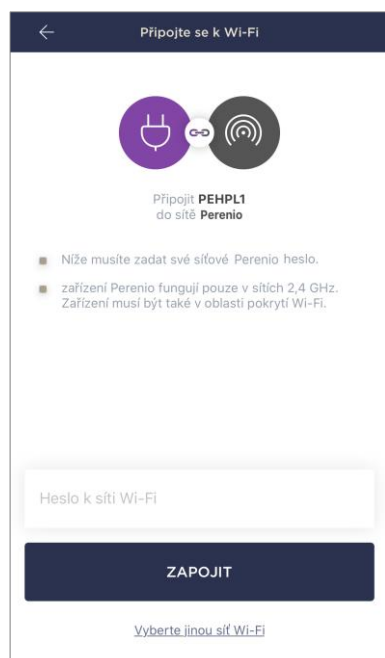 Připojte se k Wi-Fi
Připojit PEHPL1
do sítě Perenio
Níže musíte zadat své síťové Perenio heslo.
zařízení Perenio fungují pouze v sítích 2,4 GHz.
Zařízení musí být také v oblasti pokrytí Wi-Fi.
Heslo k síti Wi-Fi
ZAPOJIT
Vyberte jinou síť Wi-Fi